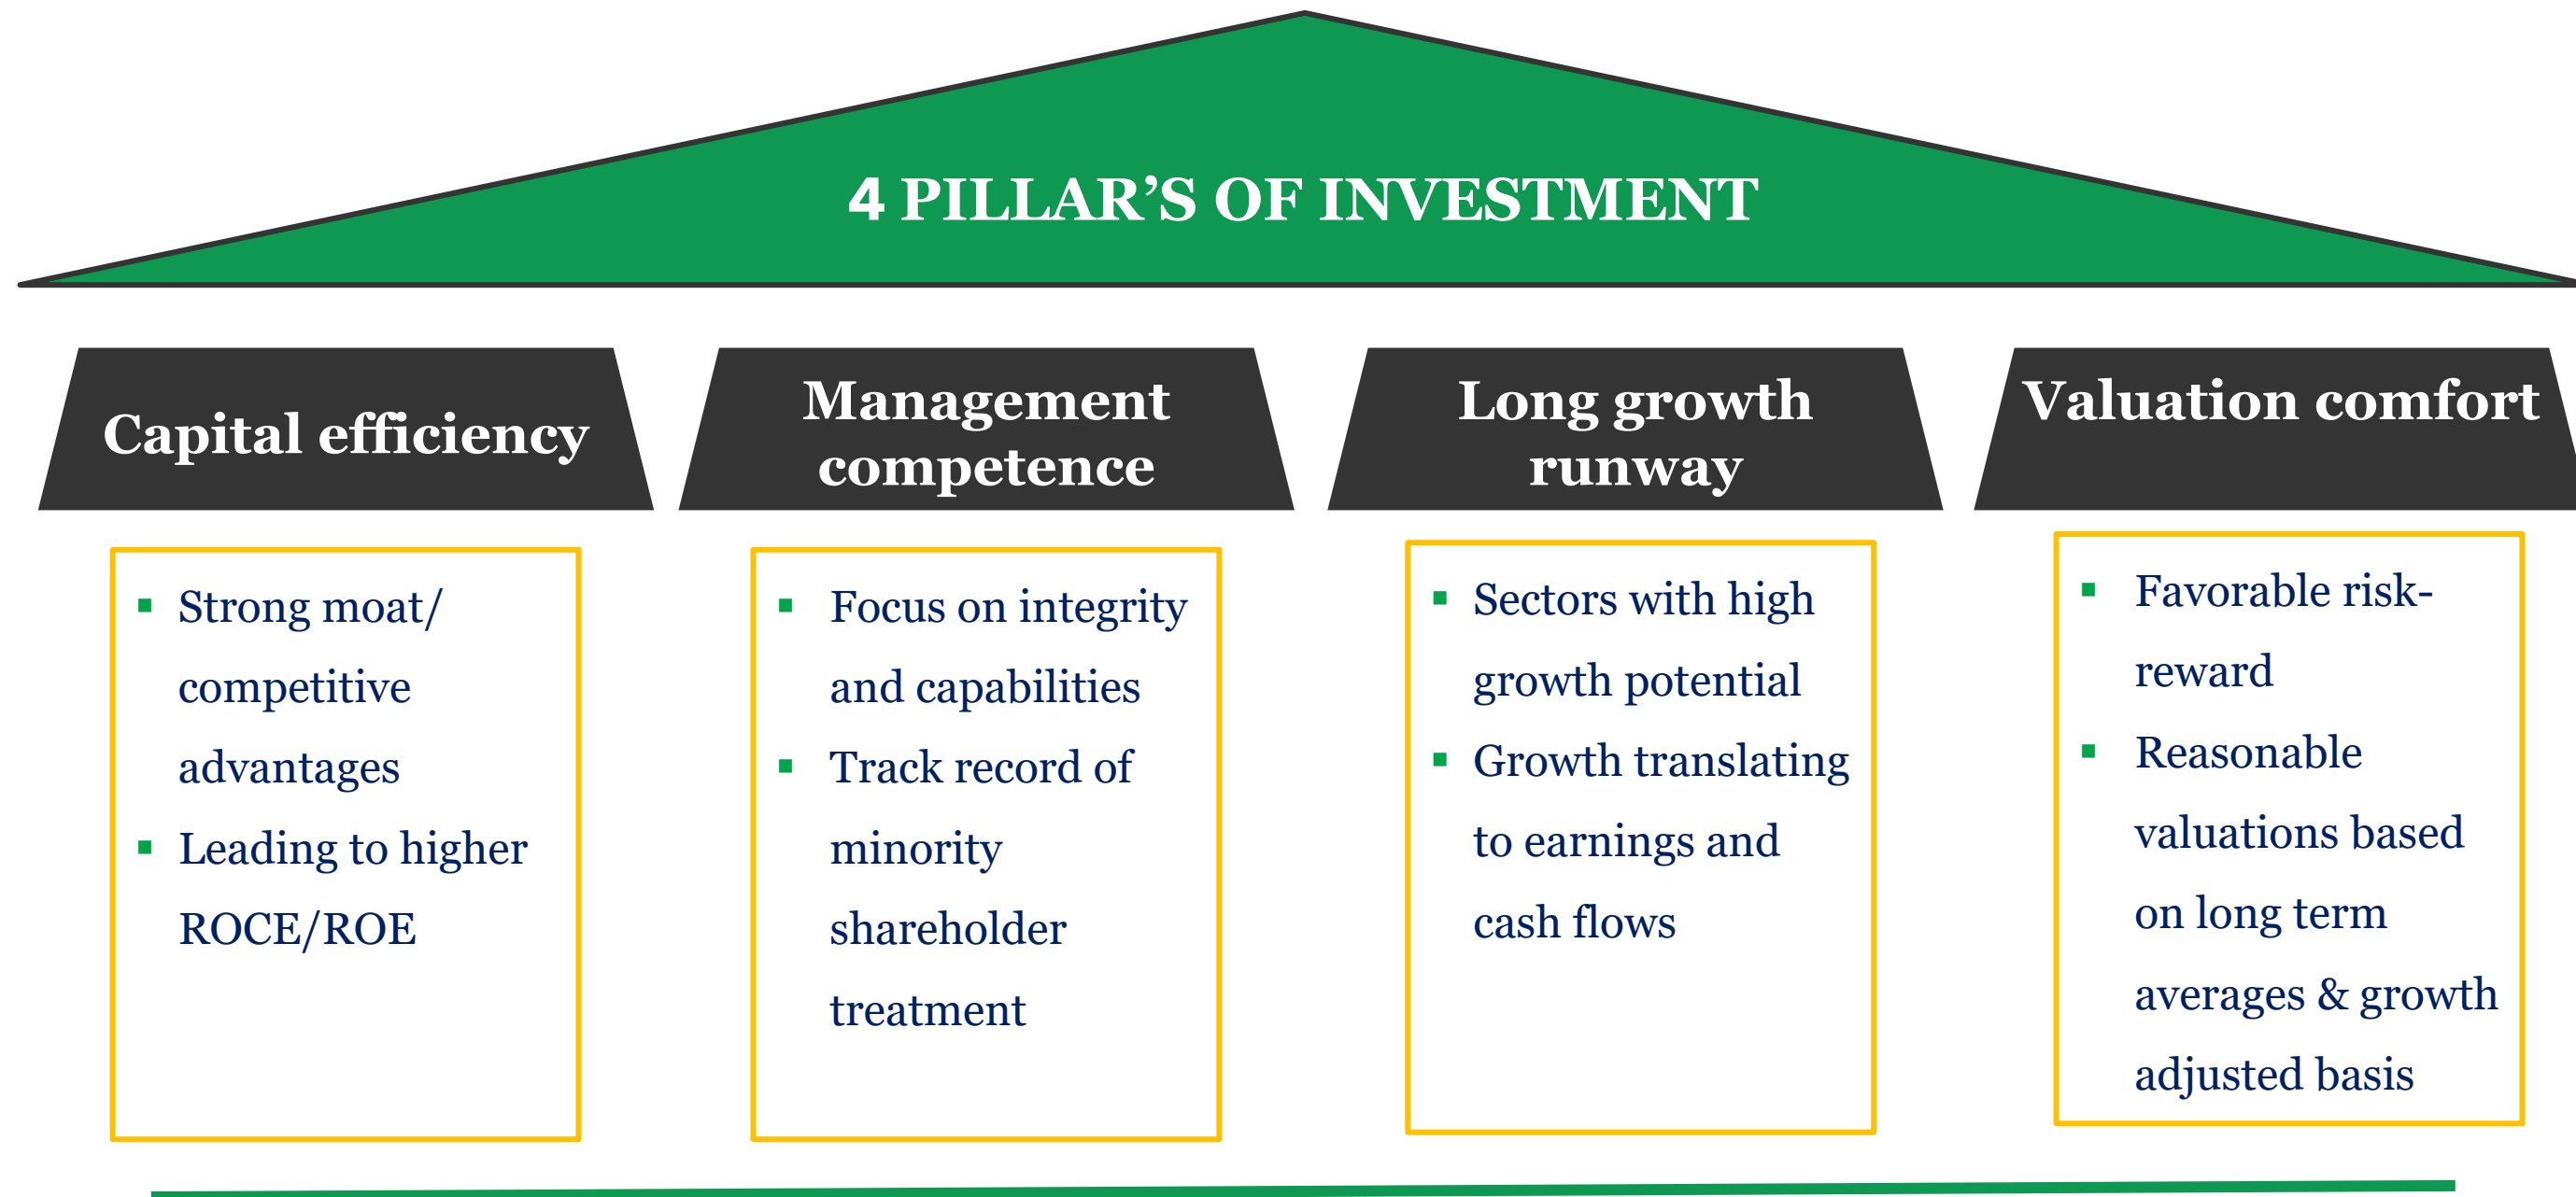 4 PILLAR’S OF INVESTMENT
Capital efficiency
▪ Strong moat/
competitive
advantages
▪ Leading to higher
ROCE/ROE
Management
competence
▪ Focus on integrity
and capabilities
▪ Track record of
minority
shareholder
treatment
Long growth
runway
▪ Sectors with high
growth potential
▪ Growth translating
to earnings and
cash flows
Valuation comfort
▪ Favorable risk-
reward
▪ Reasonable
valuations based
on long term
averages & growth
adjusted basis